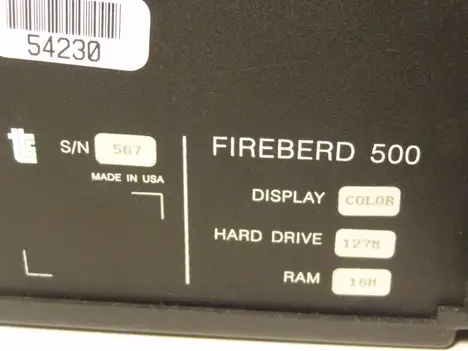 54230
S/N 567
MADE IN USA
FIREBERD 500
DISPLAY COLOR
HARD DRIVE 127M
RAM 16M